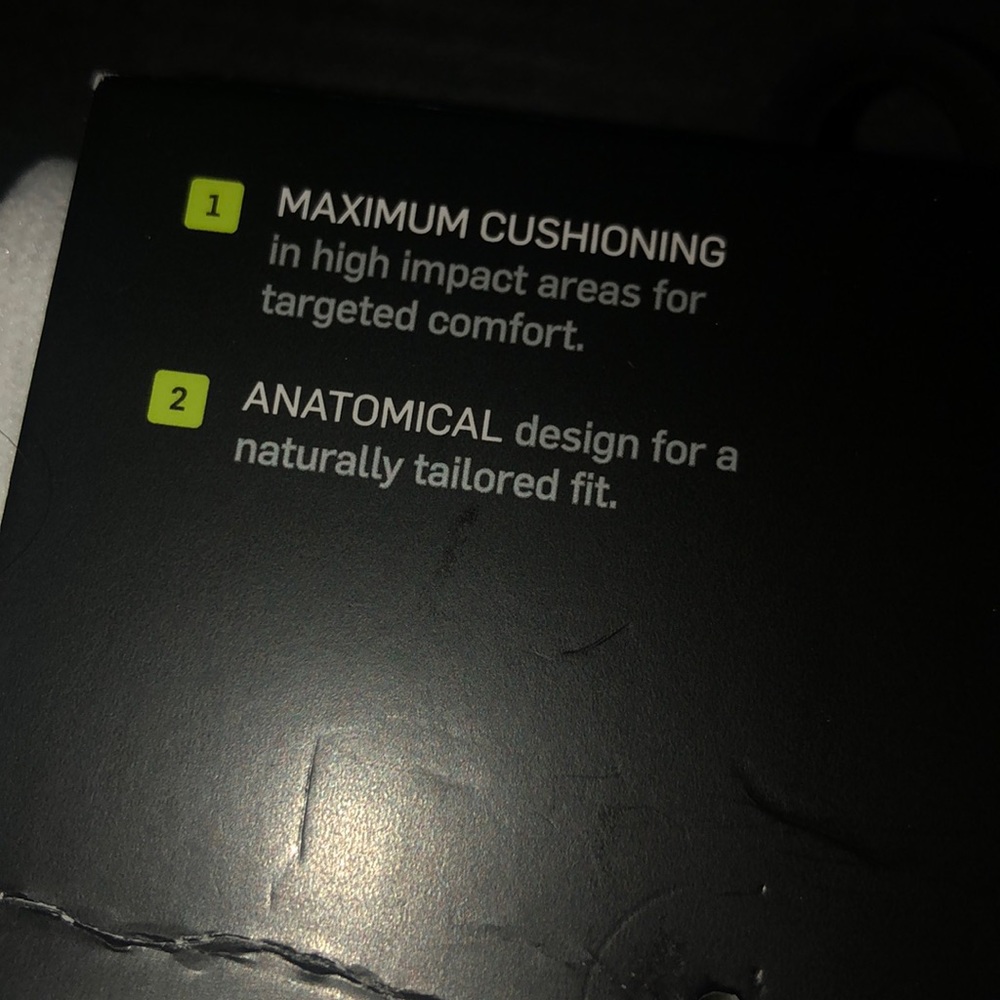 1 MAXIMUM CUSHIONING
in high impact areas for
targeted comfort.
2 ANATOMICAL design for a
naturally tailored fit.